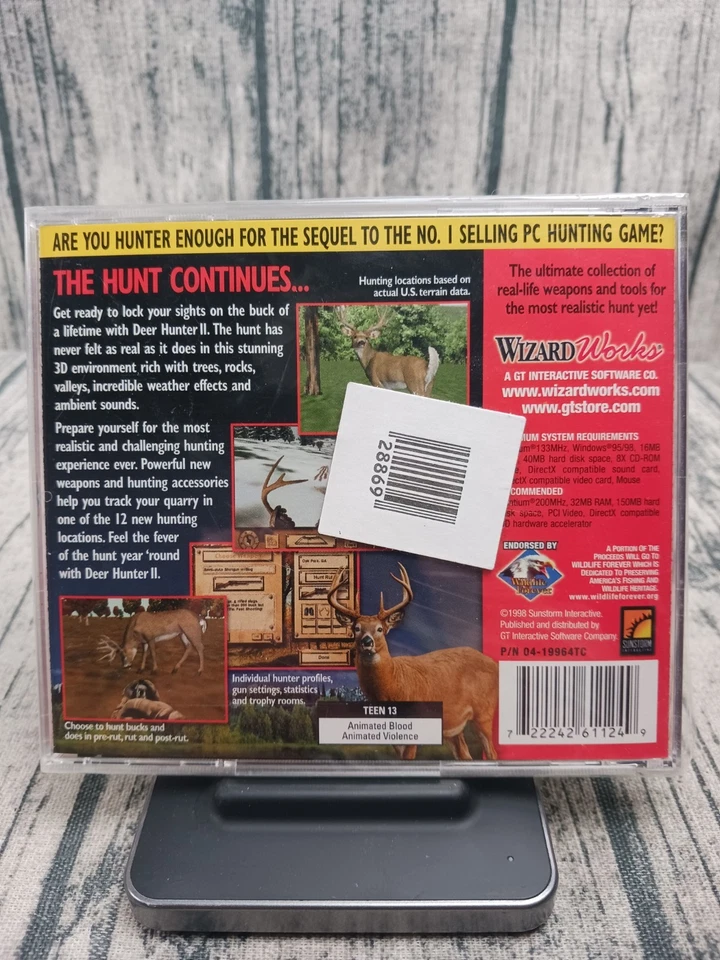 ARE YOU HUNTER ENOUGH FOR THE SEQUEL TO THE NO. 1 SELLING PC HUNTING GAME?
THE HUNT CONTINUES...
Get ready to lock your sights on the buck of
a lifetime with Deer Hunter II. The hunt has
never felt as real as it does in this stunning
3D environment rich with trees, rocks,
valleys, incredible weather effects and
ambient sounds.
Prepare yourself for the most
realistic and challenging hunting
experience ever. Powerful new
weapons and hunting accessories
help you track your quarry in
one of the 12 new hunting
locations. Feel the fever
of the hunt year 'round
with Deer Hunter II.
Hunting locations based on
actual U.S. terrain data.
28869
Individual hunter profiles,
gun settings, statistics
and trophy rooms.
Choose to hunt bucks and
does in pre-rut, rut and post-rut.
TEEN 13
Animated Blood
Animated Violence
The ultimate collection of
real-life weapons and tools for
the most realistic hunt yet!
WIZARDWorks
A GT INTERACTIVE SOFTWARE CO.
www.wizardworks.com
www.gtstore.com
SYSTEM REQUIREMENTS
133MHz, Windows®95/98, 16MB
40MB hard disk space, 8X CD-ROM
DirectX compatible sound card,
compatible video card, Mouse
200MHz, 32MB RAM, 150MB hard
space, PCI Video, DirectX compatible
hardware accelerator
ENDORSED BY
Wildlife
Forever
A PORTION OF THE
PROCEEDS WILL GO TO
WILDLIFE FOREVER WHICH IS
DEDICATED TO PRESERVING
AMERICA'S FISHING AND
WILDLIFE HERITAGE.
www.wildlifeforever.org
©1998 Sunstorm Interactive.
Published and distributed by
GT Interactive Software Company.
P/N 04-19964TC
SUNSTORM
INTERACTIVE
7 22242 61124 9